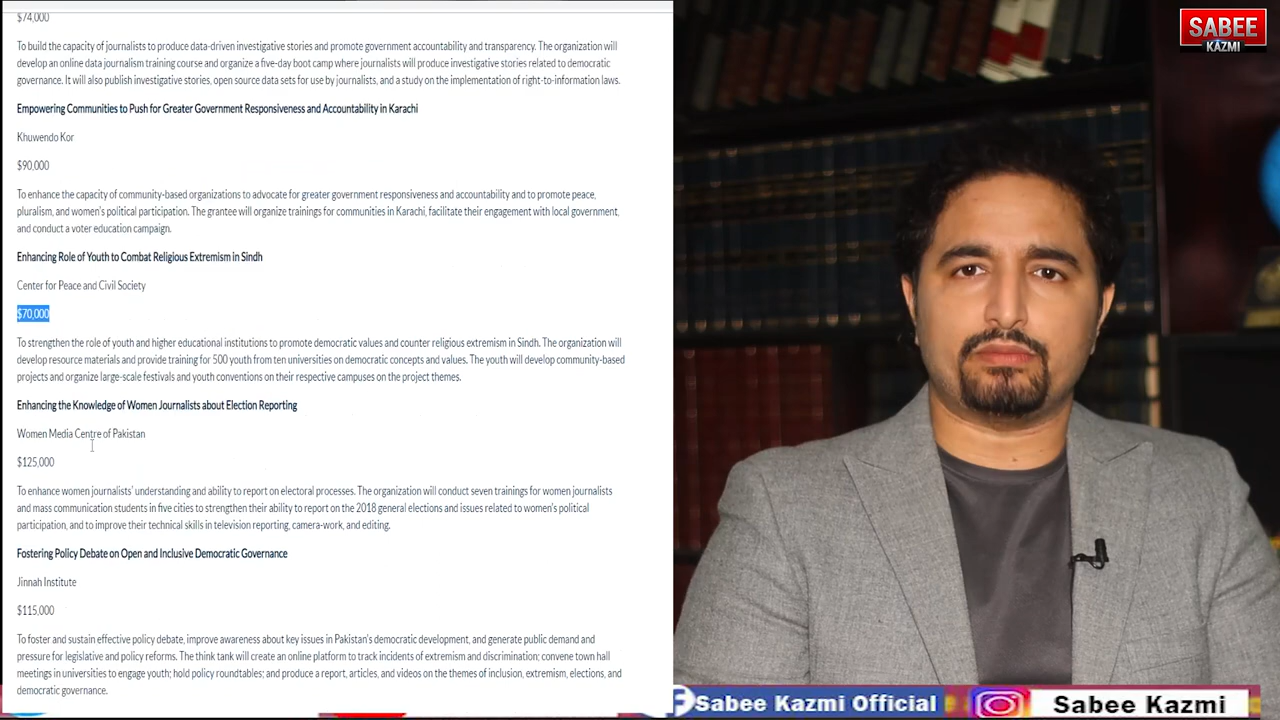 $74,000
To build the capacity of journalists to produce data-driven investigative stories and promote government accountability and transparency. The organization will
develop an online data journalism training course and organize a five-day boot camp where journalists will produce investigative stories related to democratic
governance. It will also publish investigative stories, open source data sets for use by journalists, and a study on the implementation of right-to-information laws.
Empowering Communities to Push for Greater Government Responsiveness and Accountability in Karachi
Khuwendo Kor
$90,000
To enhance the capacity of community-based organizations to advocate for greater government responsiveness and accountability and to promote peace,
pluralism, and women's political participation. The grantee will organize trainings for communities in Karachi, facilitate their engagement with local government,
and conduct a voter education campaign.
Enhancing Role of Youth to Combat Religious Extremism in Sindh
Center for Peace and Civil Society
$70,000
To strengthen the role of youth and higher educational institutions to promote democratic values and counter religious extremism in Sindh. The organization will
develop resource materials and provide training for 500 youth from ten universities on democratic concepts and values. The youth will develop community-based
projects and organize large-scale festivals and youth conventions on their respective campuses on the project themes.
Enhancing the Knowledge of Women Journalists about Election Reporting
Women Media Centre of Pakistan
$125,000
To enhance women journalists' understanding and ability to report on electoral processes. The organization will conduct seven trainings for women journalists
and mass communication students in five cities to strengthen their ability to report on the 2018 general elections and issues related to women's political
participation, and to improve their technical skills in television reporting, camera-work, and editing.
Fostering Policy Debate on Open and Inclusive Democratic Governance
Jinnah Institute
$115,000
To foster and sustain effective policy debate, improve awareness about key issues in Pakistan's democratic development, and generate public demand and
pressure for legislative and policy reforms. The think tank will create an online platform to track incidents of extremism and discrimination; convene town hall
meetings in universities to engage youth; hold policy roundtables; and produce a report, articles, and videos on the themes of inclusion, extremism, elections, and
democratic governance.
SABEE
KAZMI
Sabee Kazmi Official
Sabee Kazmi